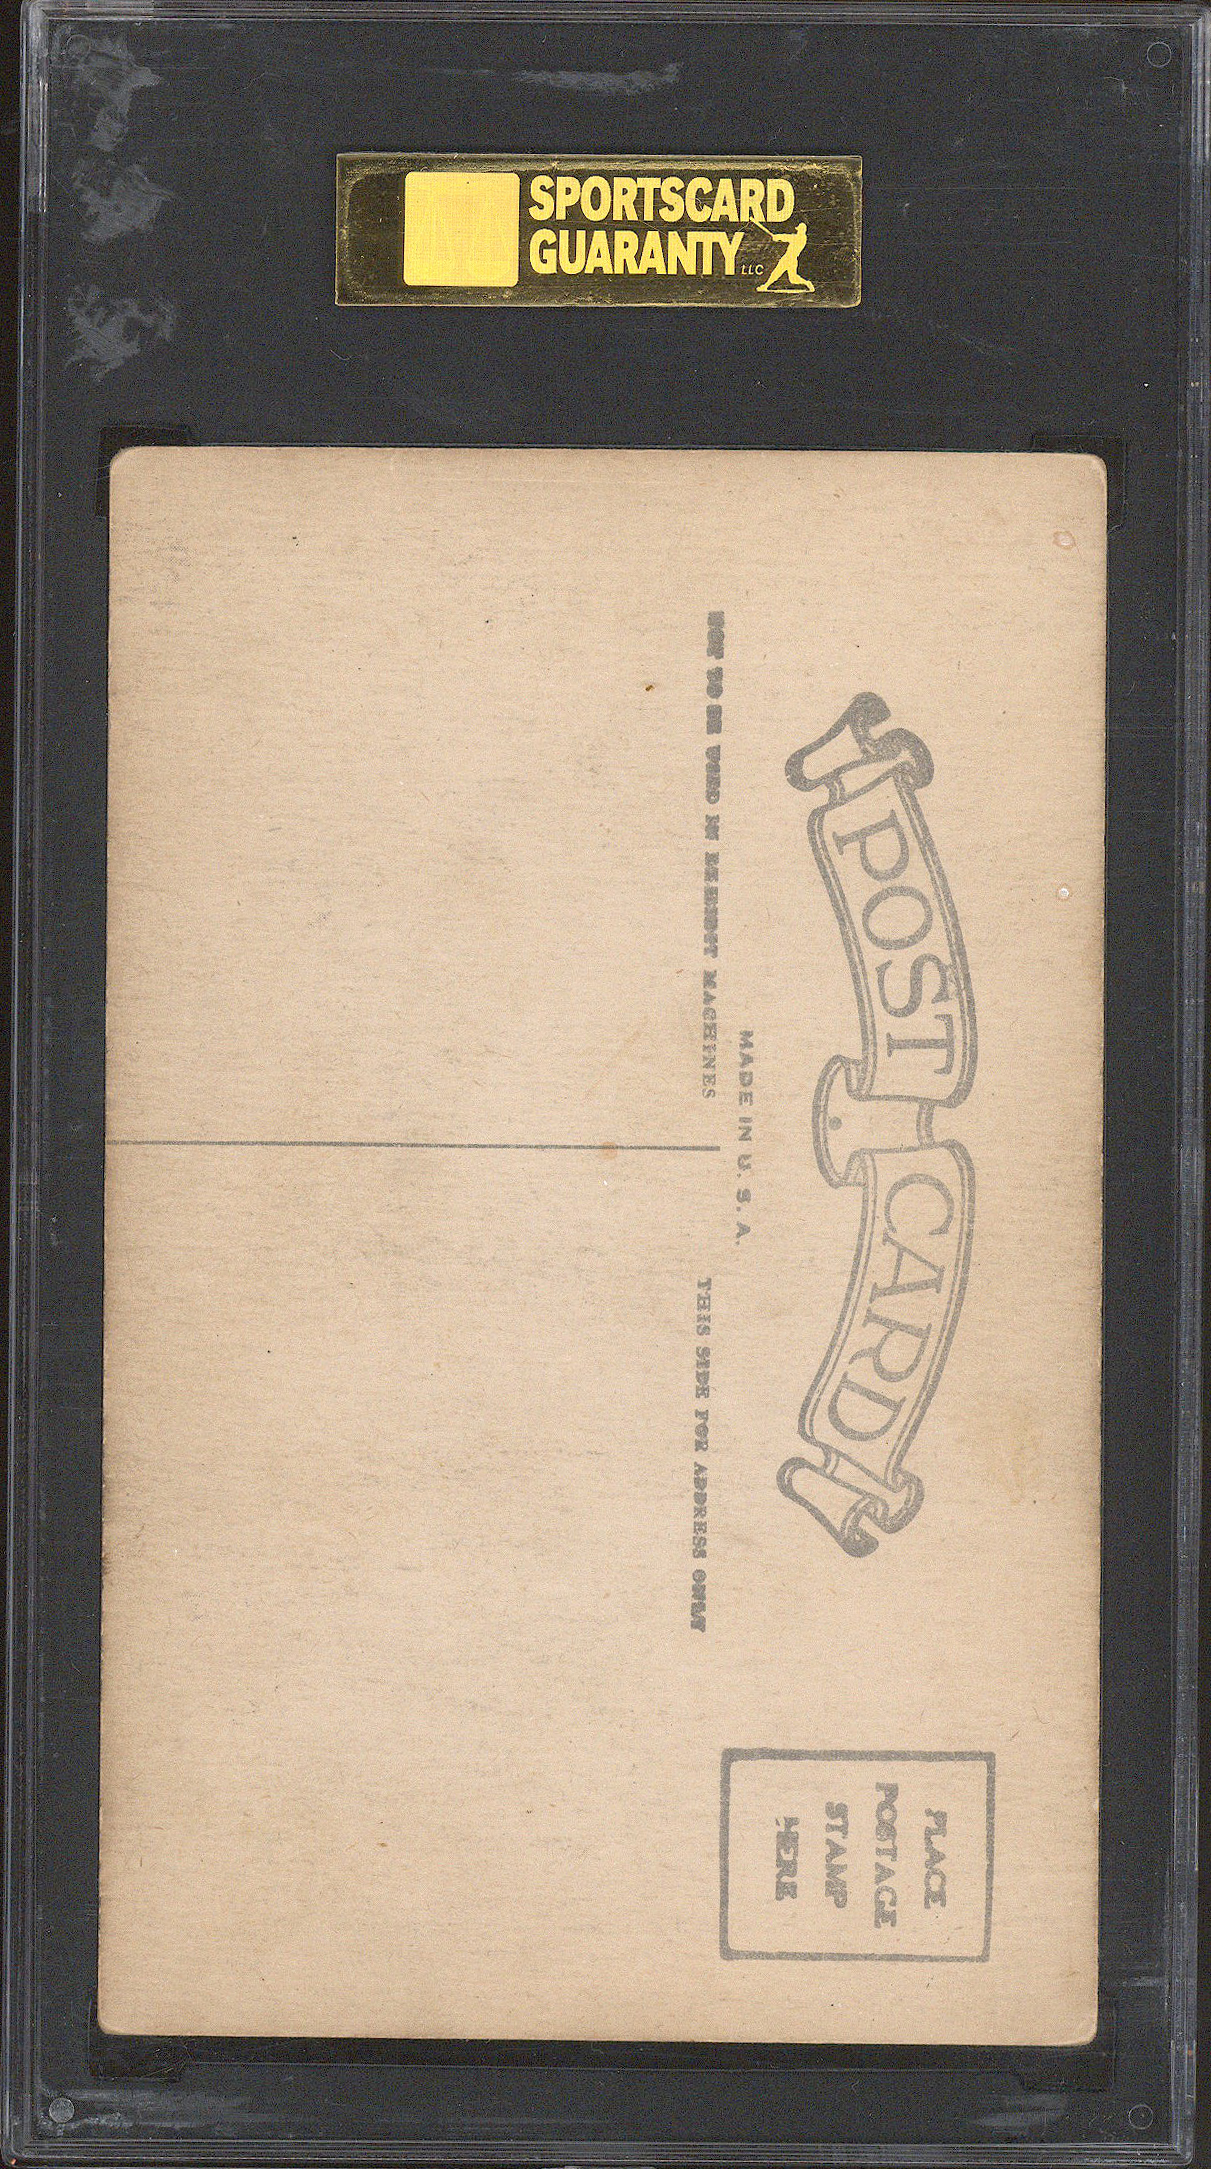 SPORTSCARD
GUARANTY LLC
POST CARD
MADE IN U. S. A.
NOT TO BE USED IN EXHIBIT MACHINES
THIS SIDE FOR ADDRESS ONLY
PLACE
POSTAGE
STAMP
HERE